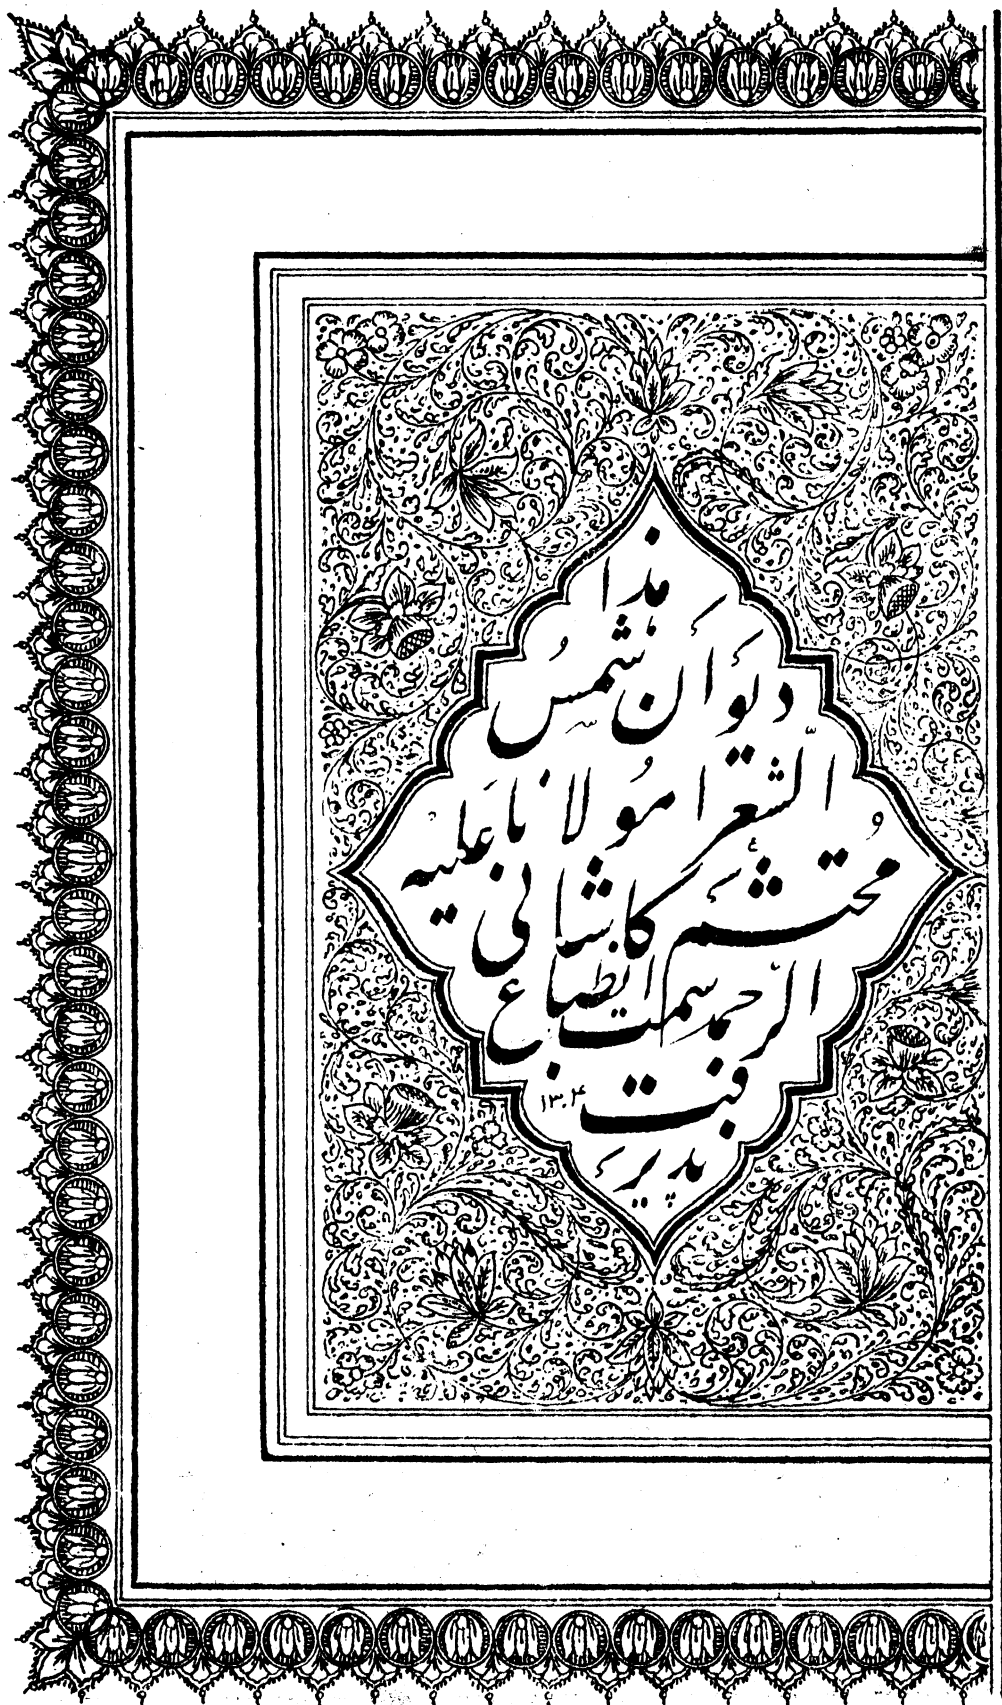 هذا
دیوان شمس
الشعرا مولانا علیه
محتشم کاشانی
الرحمه سمت انطباع
پذیرفت ۱۳۰۴